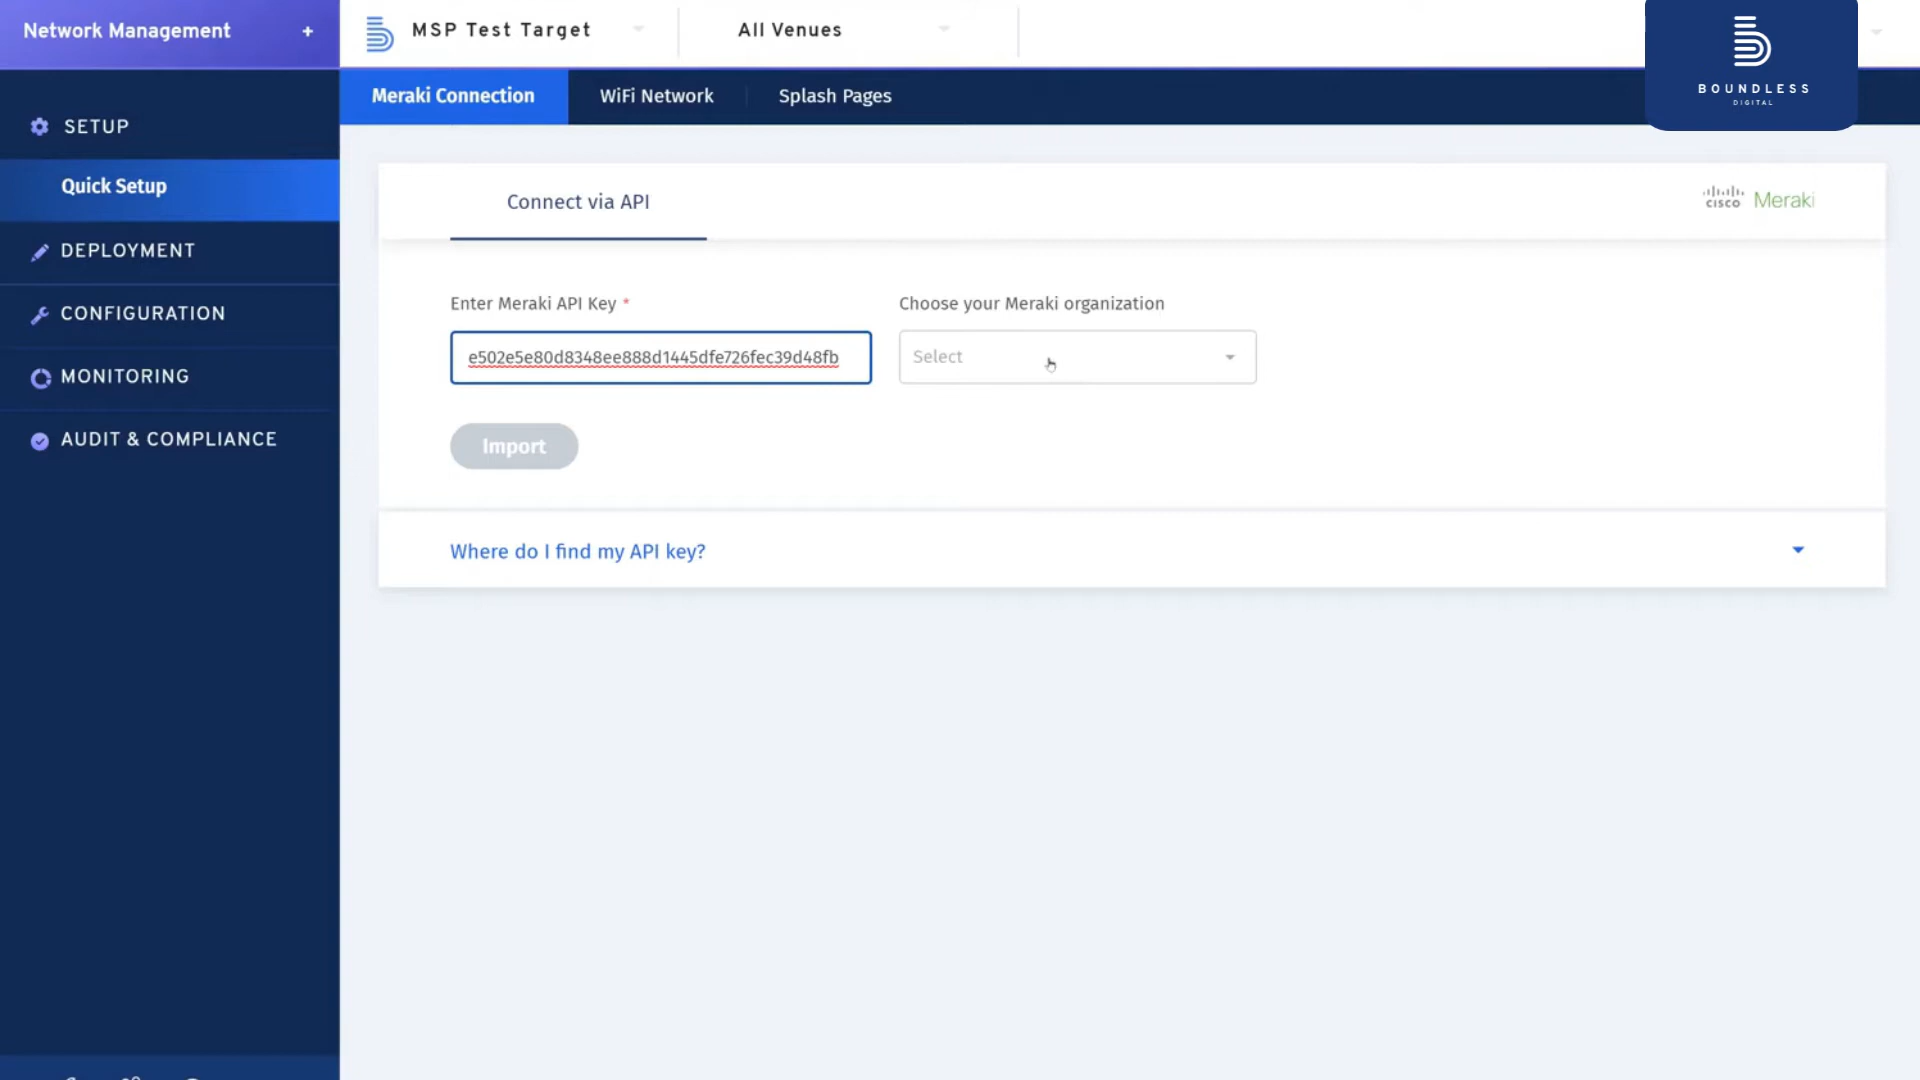 Network Management +
MSP Test Target
All Venues
BOUNDLESS
DIGITAL
Meraki Connection
WiFi Network
Splash Pages
SETUP
Quick Setup
DEPLOYMENT
CONFIGURATION
MONITORING
AUDIT & COMPLIANCE
Connect via API
cisco Meraki
Enter Meraki API Key *
Choose your Meraki organization
e502e5e80d8348ee888d1445dfe726fec39d48fb
Select
Import
Where do I find my API key?